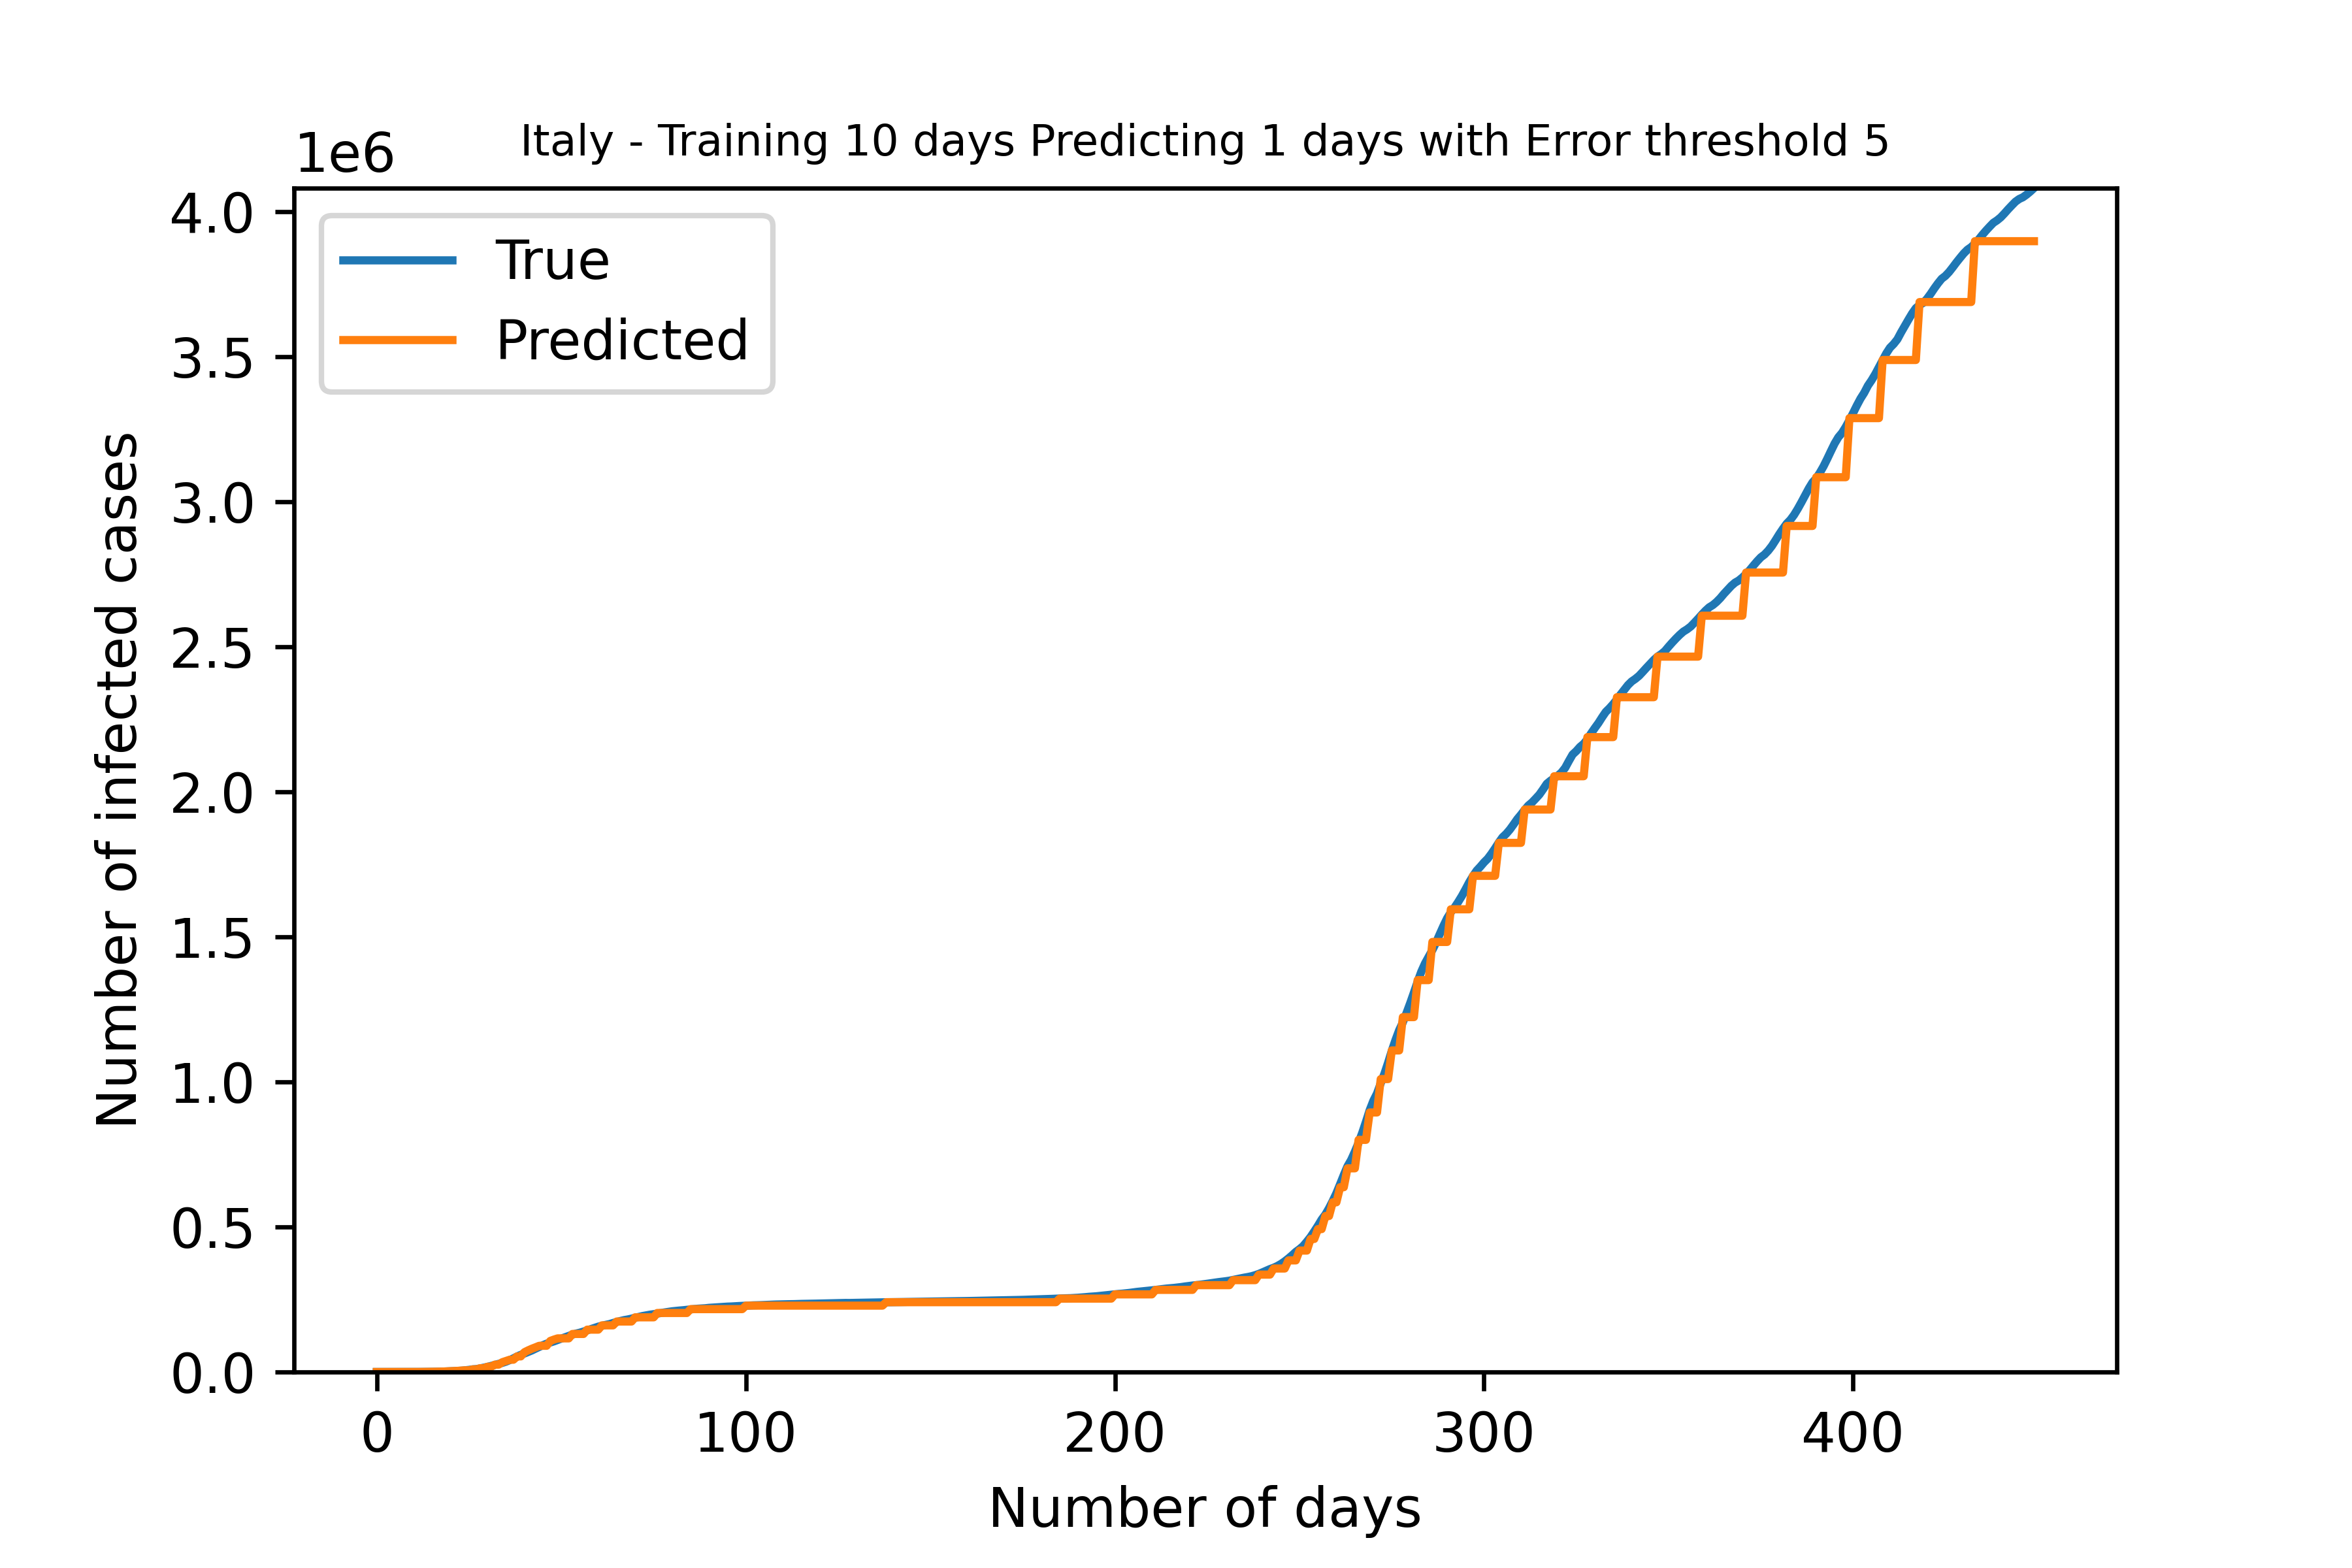 Italy - Training 10 days Predicting 1 days with Error threshold 5
1e6
True
Predicted
4.0
3.5
3.0
2.5
2.0
1.5
1.0
0.5
0.0
Number of infected cases
0 100 200 300 400
Number of days